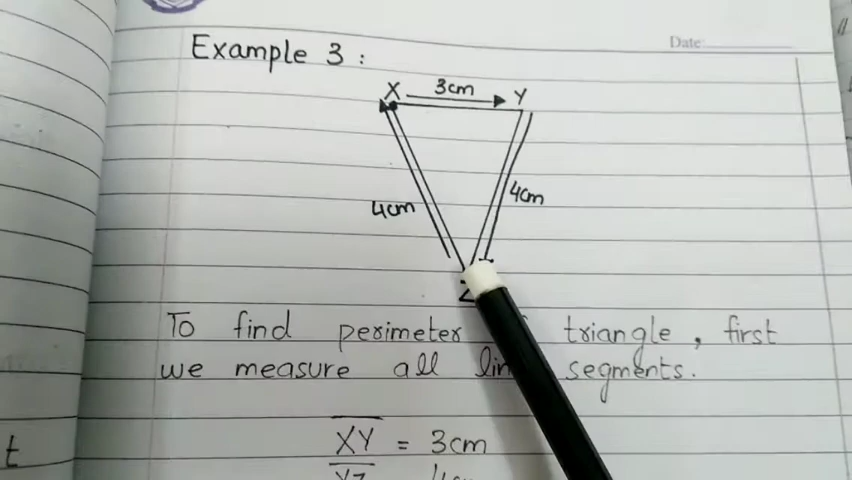 Date:
Example 3 :
X 3cm Y
4cm 4cm
Z
To find perimeter triangle , first
we measure all segments.
XY = 3cm
t